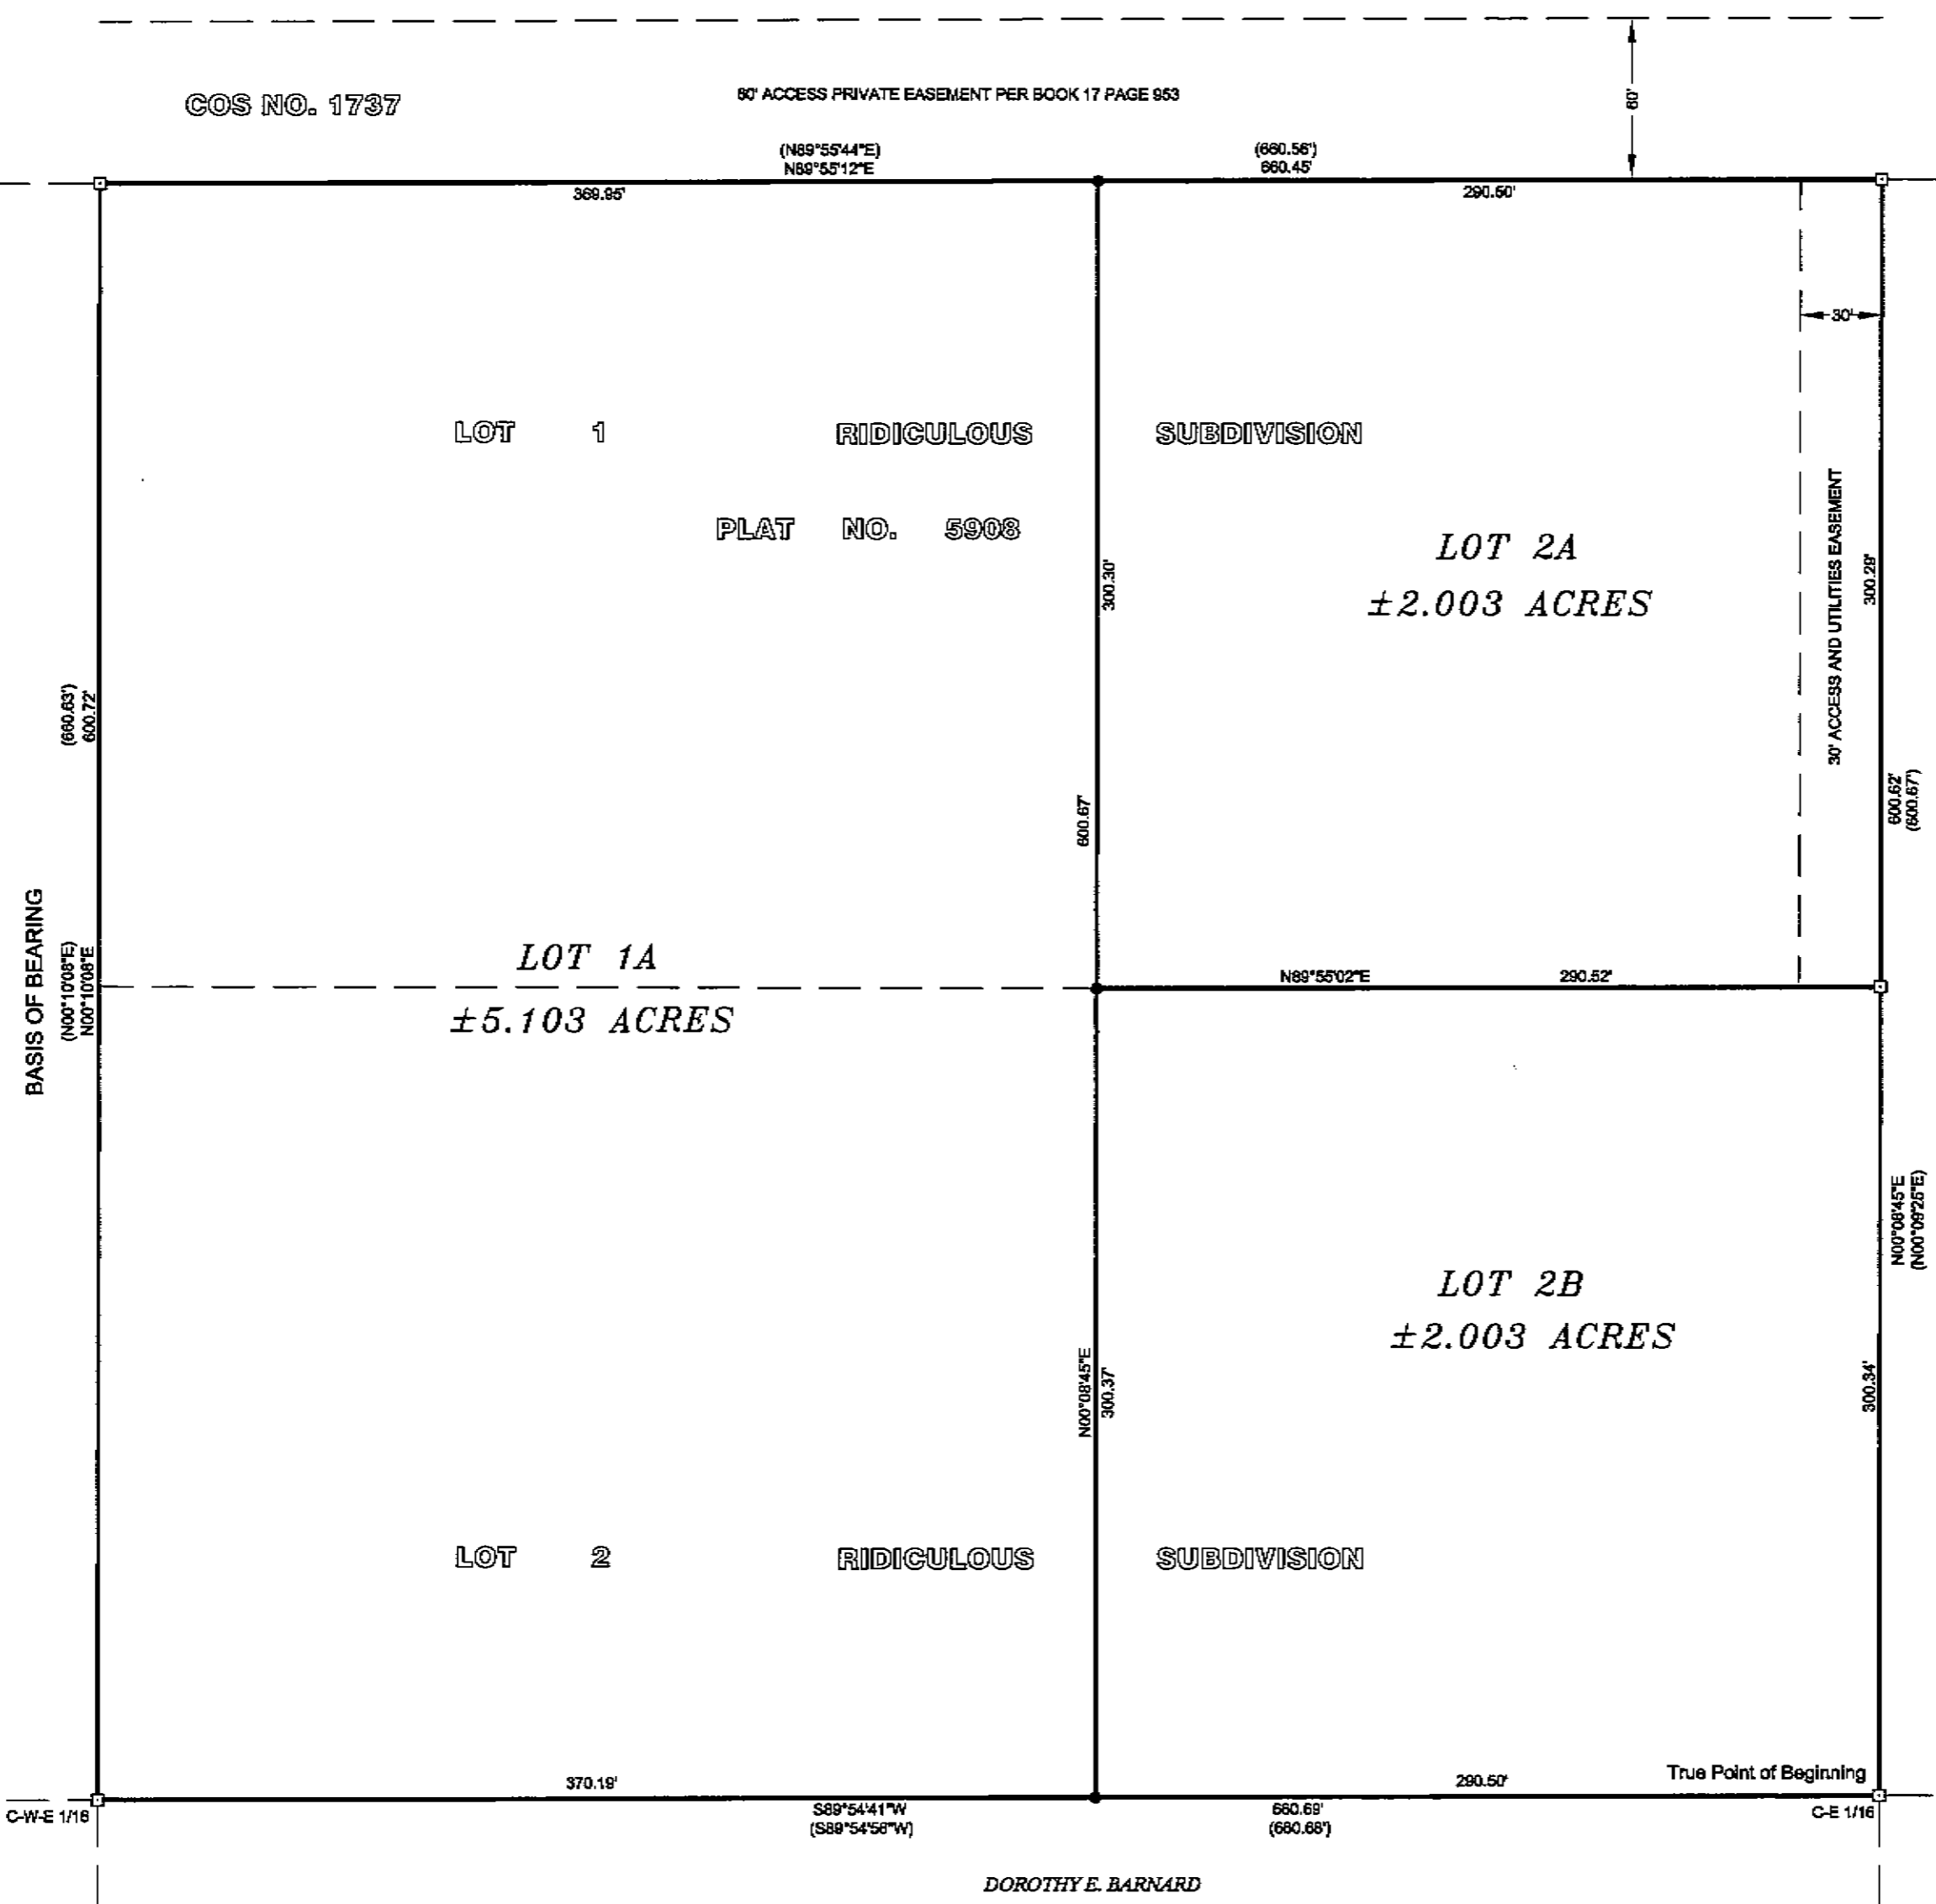 COS NO. 1737
60' ACCESS PRIVATE EASEMENT PER BOOK 17 PAGE 953
60'
(N89°55'44"E)
N89°55'12"E
(660.56')
660.45'
369.95'
290.50'
30'
LOT 1 RIDICULOUS SUBDIVISION
PLAT NO. 5908
LOT 2A
±2.003 ACRES
30' ACCESS AND UTILITIES EASEMENT
300.30'
300.29'
(660.63')
600.72'
600.67'
600.62'
(600.67')
BASIS OF BEARING
(N00°10'08"E)
N00°10'08"E
LOT 1A
±5.103 ACRES
N89°55'02"E
290.52'
N00°08'45"E
(N00°09'25"E)
LOT 2B
±2.003 ACRES
N00°08'45"E
300.37'
300.34'
LOT 2 RIDICULOUS SUBDIVISION
True Point of Beginning
370.19'
290.50'
C-W-E 1/16
S89°54'41"W
(S89°54'56"W)
660.69'
(660.68')
C-E 1/16
DOROTHY E. BARNARD